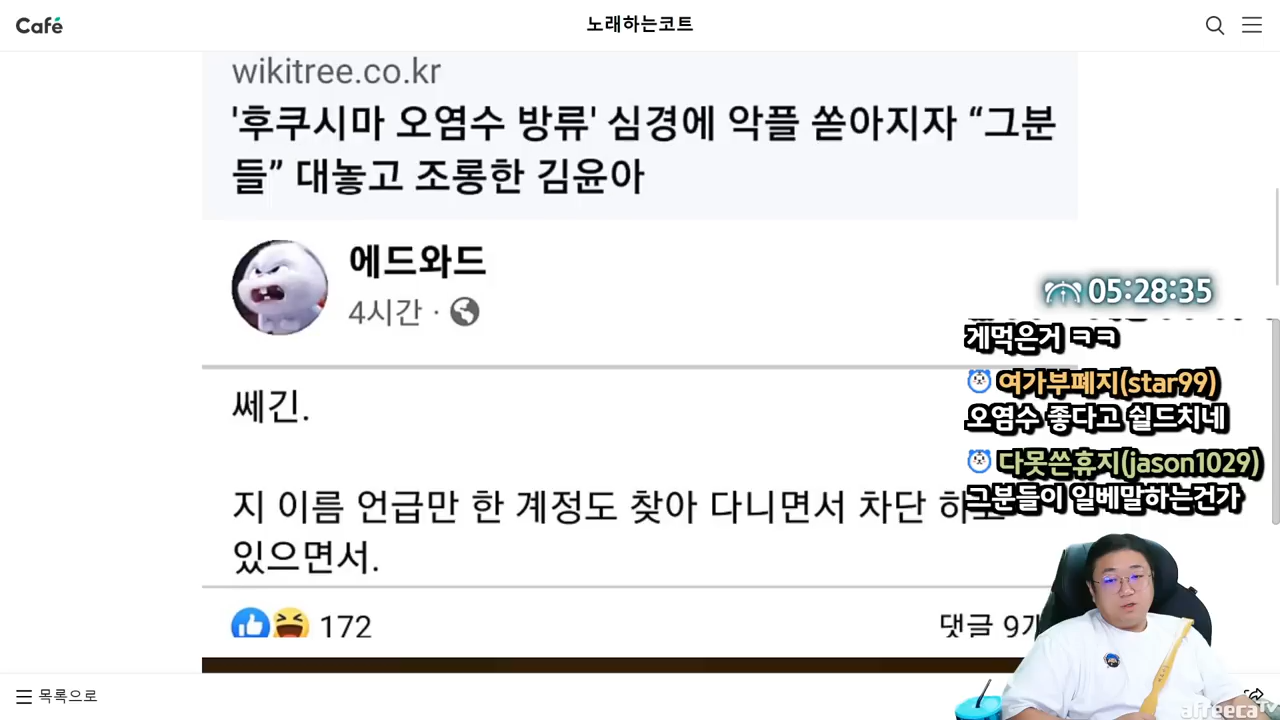 Café
노래하는코트
wikitree.co.kr
'후쿠시마 오염수 방류' 심경에 악플 쏟아지자 “그분
들” 대놓고 조롱한 김윤아
에드와드
4시간 ·
05:28:35
게먹은거 ㅋㅋ
여가부폐지(star99)
오염수 좋다고 쉴드치네
다못쓴휴지(jason1029)
그분들이 일베말하는건가
쎄긴.
지 이름 언급만 한 계정도 찾아 다니면서 차단 하고
있으면서.
172
댓글 9개
목록으로
afreecaTV